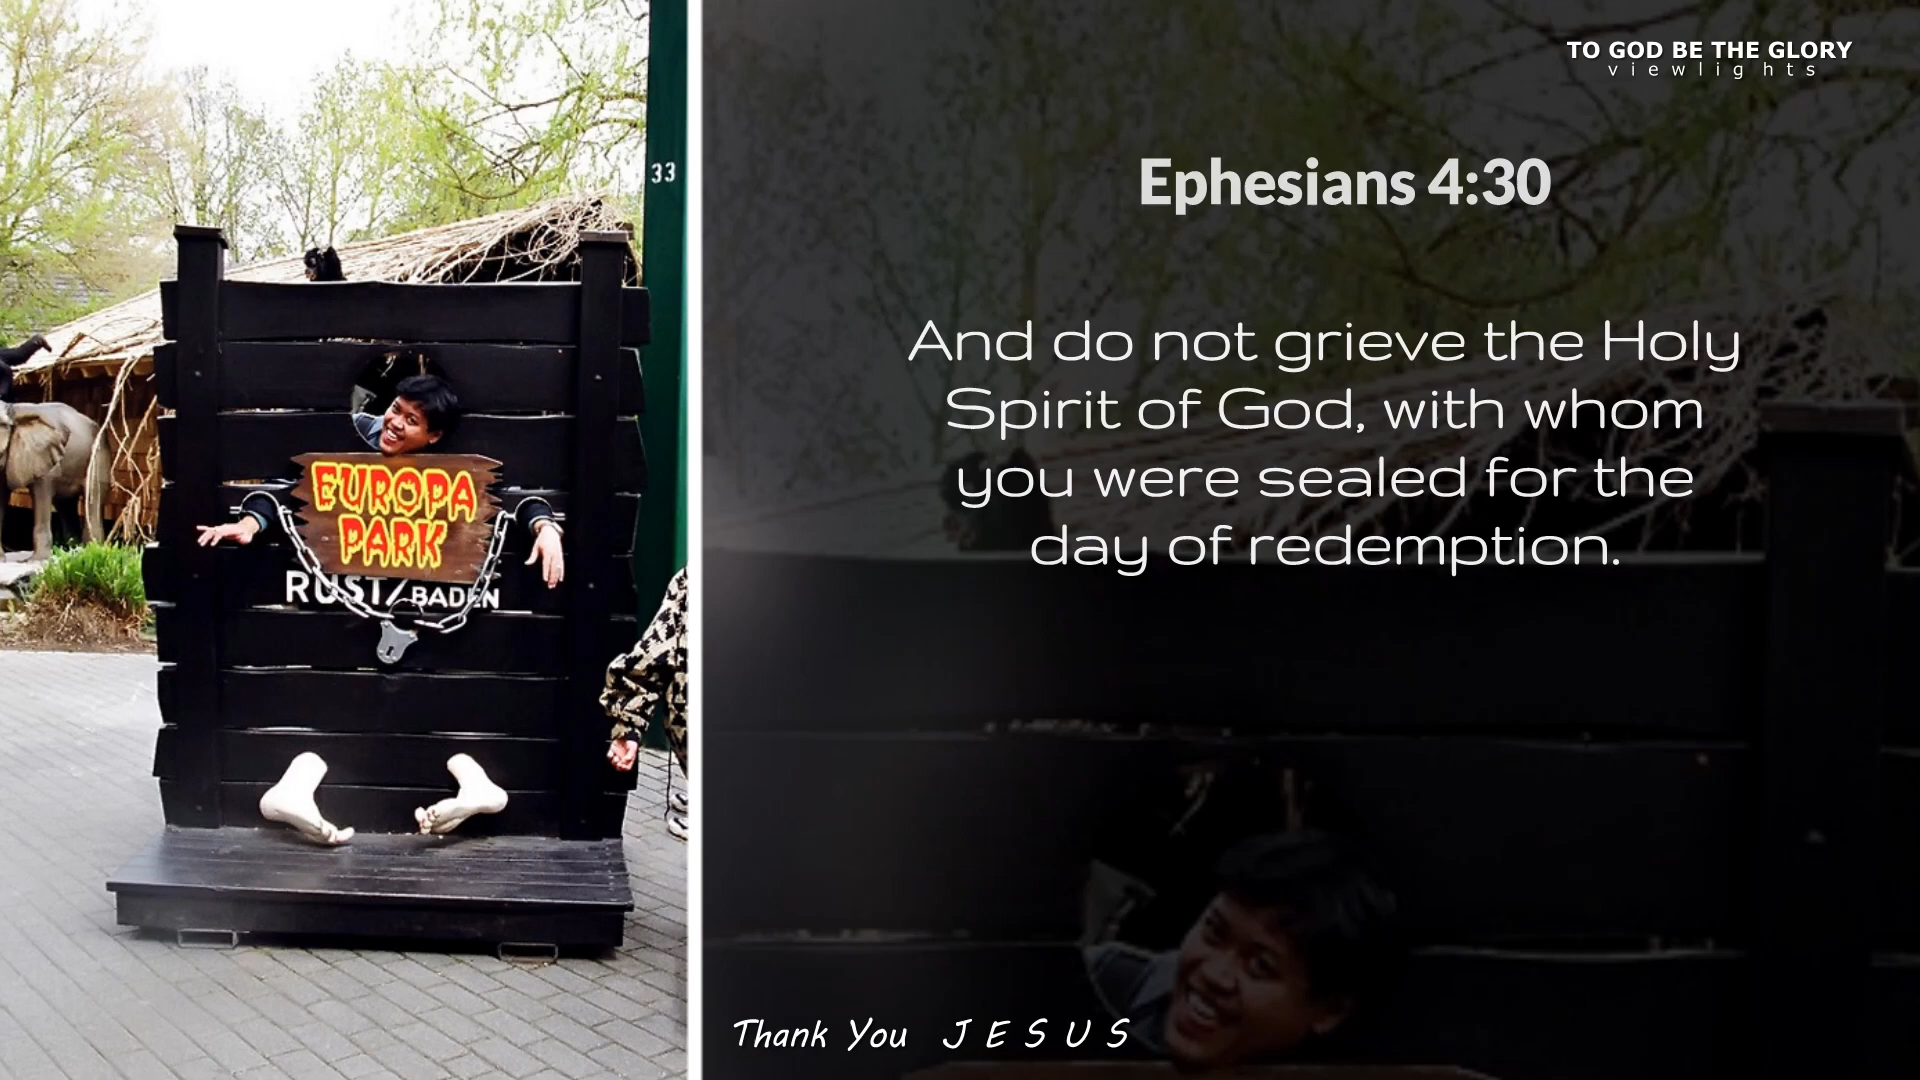 33
EUROPA
PARK
RUST/BADEN
TO GOD BE THE GLORY
viewlights
Ephesians 4:30
And do not grieve the Holy
Spirit of God, with whom
you were sealed for the
day of redemption.
Thank You JESUS